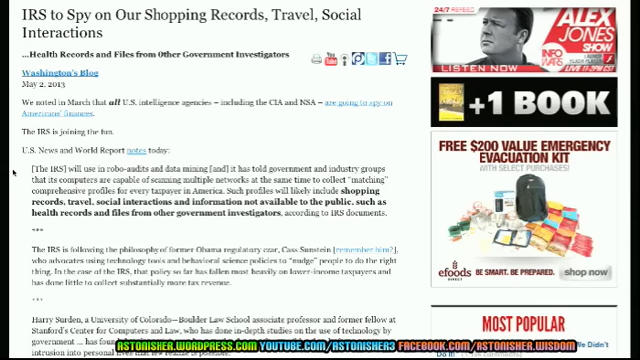 IRS to Spy on Our Shopping Records, Travel, Social
Interactions
…Health Records and Files from Other Government Investigators
Washington's Blog
May 2, 2013
We noted in March that all U.S. intelligence agencies – including the CIA and NSA – are going to spy on
Americans' finances.
The IRS is joining the fun.
U.S. News and World Report notes today:
[The IRS] will use in robo-audits and data mining [and] it has told government and industry groups
that its computers are capable of scanning multiple networks at the same time to collect "matching"
comprehensive profiles for every taxpayer in America. Such profiles will likely include shopping
records, travel, social interactions and information not available to the public, such as
health records and files from other government investigators, according to IRS documents.
***
The IRS is following the philosophy of former Obama regulatory czar, Cass Sunstein [remember him?],
who advocates using technology tools and behavioral science policies to "nudge" people to do the right
thing. In the case of the IRS, that policy so far has fallen most heavily on lower-income taxpayers and
has done little to collect substantially more tax revenue.
***
Harry Surden, a University of Colorado–Boulder Law School associate professor and former fellow at
Stanford's Center for Computers and Law, who has done in-depth studies on the use of technology by
government
intrusion into personal lives
24/7 REFEED
ALEX
JONES
SHOW
INFO
WARS
LISTEN NOW
LIVE 11-2PM CST
+1 BOOK
FREE $200 VALUE EMERGENCY
EVACUATION KIT
WITH SELECT PURCHASES!
efoods
DIRECT
BE SMART. BE PREPARED.
shop now
MOST POPULAR
We Didn't
ASTONISHER.WORDPRESS.COM YOUTUBE.COM/ASTONISHER3 FACEBOOK.COM/ASTONISHER.WISDOM